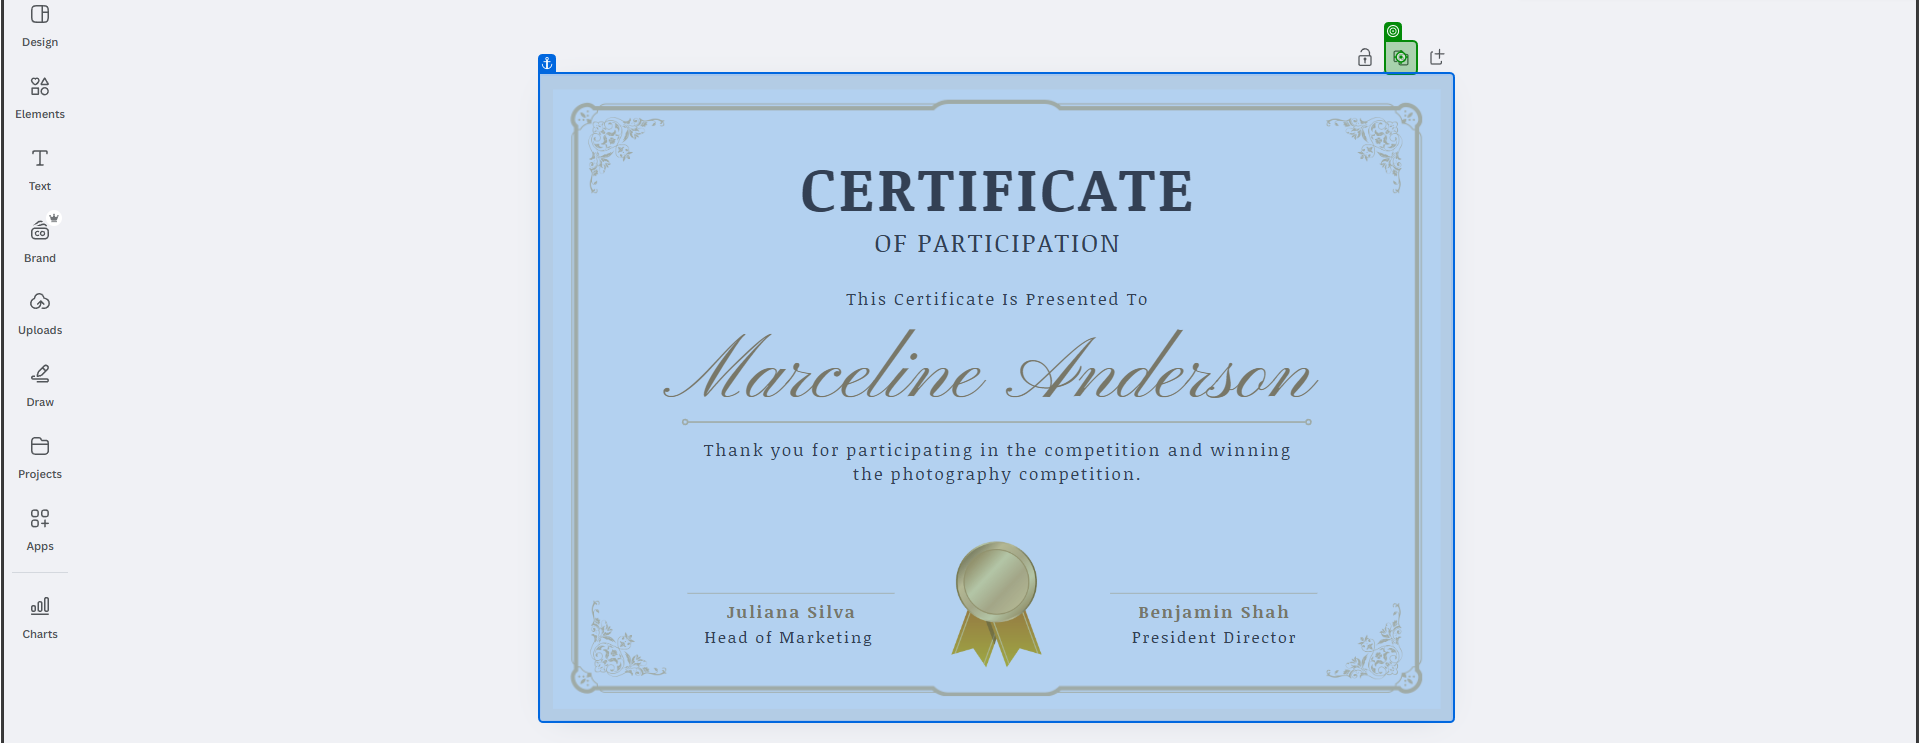 Design
Elements
Text
Brand
Uploads
Draw
Projects
Apps
Charts
CERTIFICATE
OF PARTICIPATION
This Certificate Is Presented To
Marceline Anderson
Thank you for participating in the competition and winning
the photography competition.
Juliana Silva
Head of Marketing
Benjamin Shah
President Director